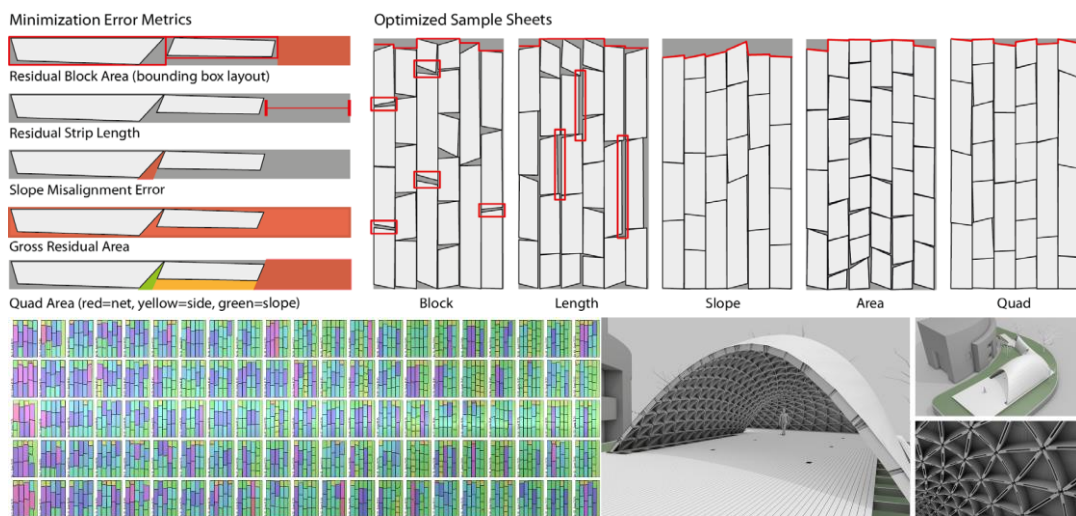 Minimization Error Metrics
Residual Block Area (bounding box layout)
Residual Strip Length
Slope Misalignment Error
Gross Residual Area
Quad Area (red=net, yellow=side, green=slope)
Optimized Sample Sheets
Block
Length
Slope
Area
Quad